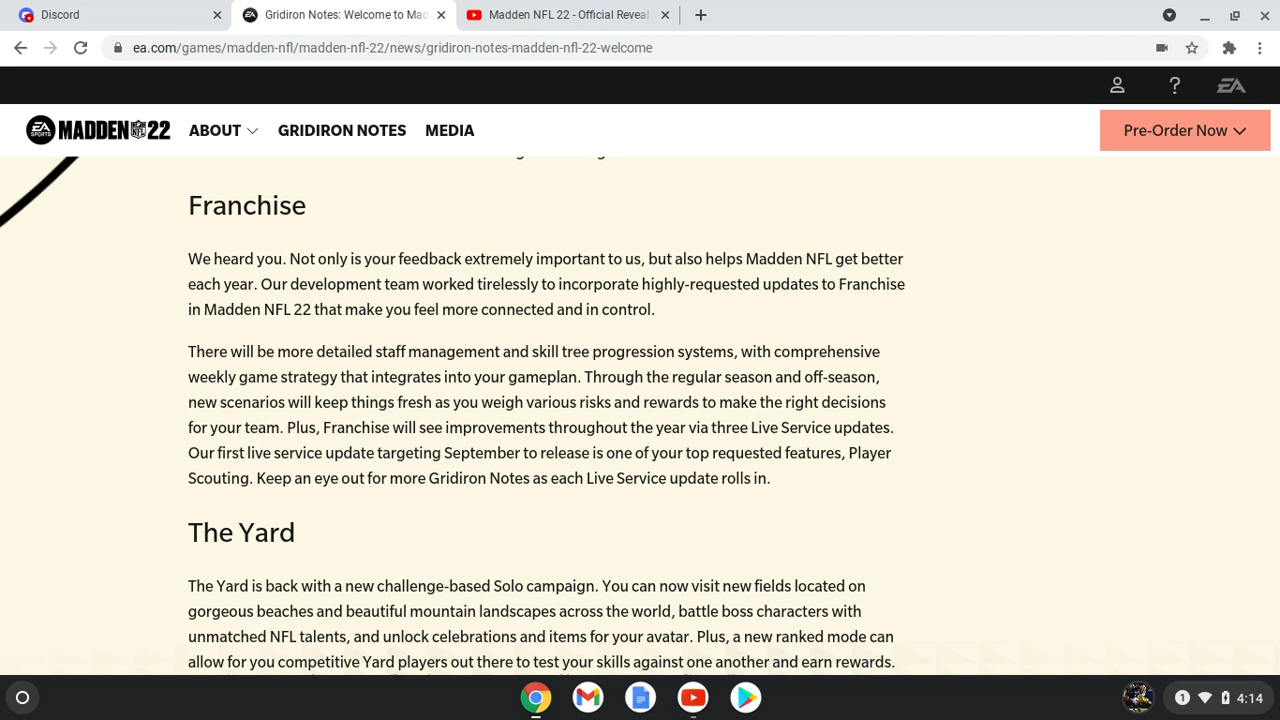 Discord
Gridiron Notes: Welcome to Mad
Madden NFL 22 - Official Reveal
ea.com/games/madden-nfl/madden-nfl-22/news/gridiron-notes-madden-nfl-22-welcome
EA
EA SPORTS MADDEN NFL 22 ABOUT GRIDIRON NOTES MEDIA Pre-Order Now
Franchise
We heard you. Not only is your feedback extremely important to us, but also helps Madden NFL get better
each year. Our development team worked tirelessly to incorporate highly-requested updates to Franchise
in Madden NFL 22 that make you feel more connected and in control.
There will be more detailed staff management and skill tree progression systems, with comprehensive
weekly game strategy that integrates into your gameplan. Through the regular season and off-season,
new scenarios will keep things fresh as you weigh various risks and rewards to make the right decisions
for your team. Plus, Franchise will see improvements throughout the year via three Live Service updates.
Our first live service update targeting September to release is one of your top requested features, Player
Scouting. Keep an eye out for more Gridiron Notes as each Live Service update rolls in.
The Yard
The Yard is back with a new challenge-based Solo campaign. You can now visit new fields located on
gorgeous beaches and beautiful mountain landscapes across the world, battle boss characters with
unmatched NFL talents, and unlock celebrations and items for your avatar. Plus, a new ranked mode can
allow for you competitive Yard players out there to test your skills against one another and earn rewards.
1 4:14